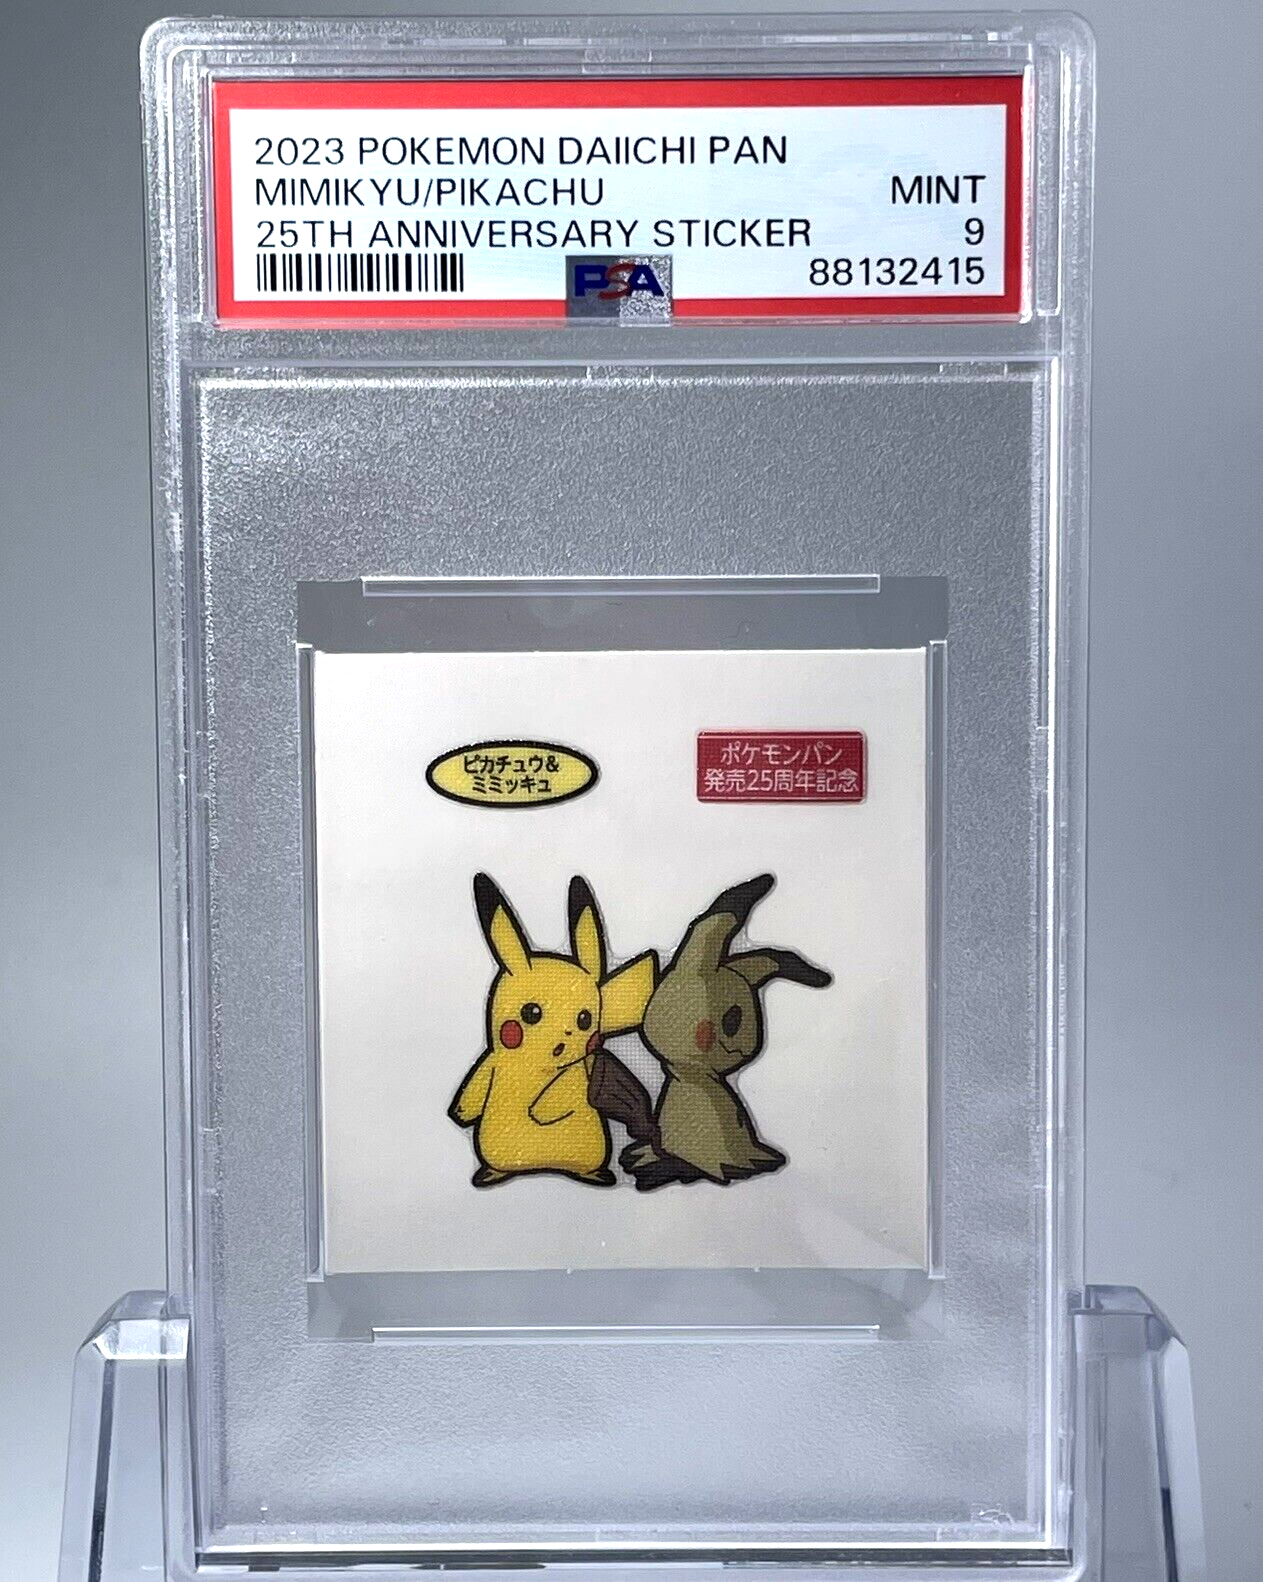 2023 POKEMON DAIICHI PAN
MIMIKYU/PIKACHU MINT
25TH ANNIVERSARY STICKER 9
PSA 88132415
ピカチュウ&
ミミッキュ
ポケモンパン
発売25周年記念